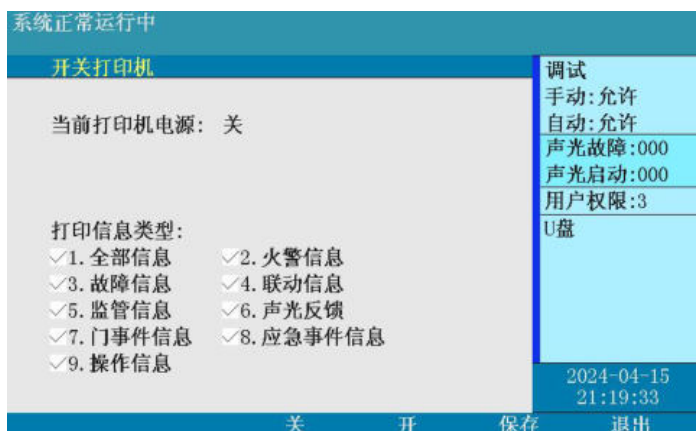 系统正常运行中
开关打印机
当前打印机电源: 关
打印信息类型:
1. 全部信息 2. 火警信息
3. 故障信息 4. 联动信息
5. 监管信息 6. 声光反馈
7. 门事件信息 8. 应急事件信息
9. 操作信息
调试
手动:允许
自动:允许
声光故障:000
声光启动:000
用户权限:3
U盘
2024-04-15
21:19:33
关 开 保存 退出